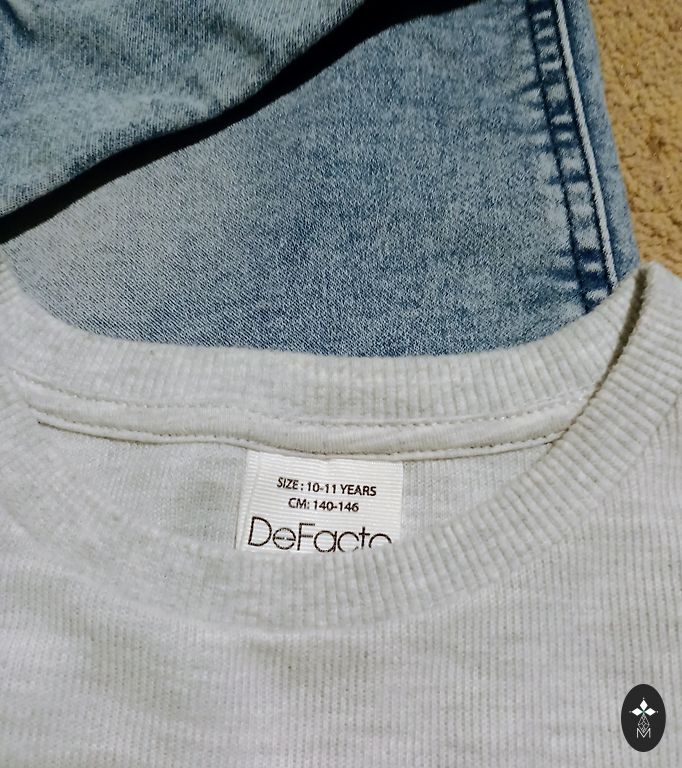 SIZE : 10-11 YEARS
CM: 140-146
DeFacto
M